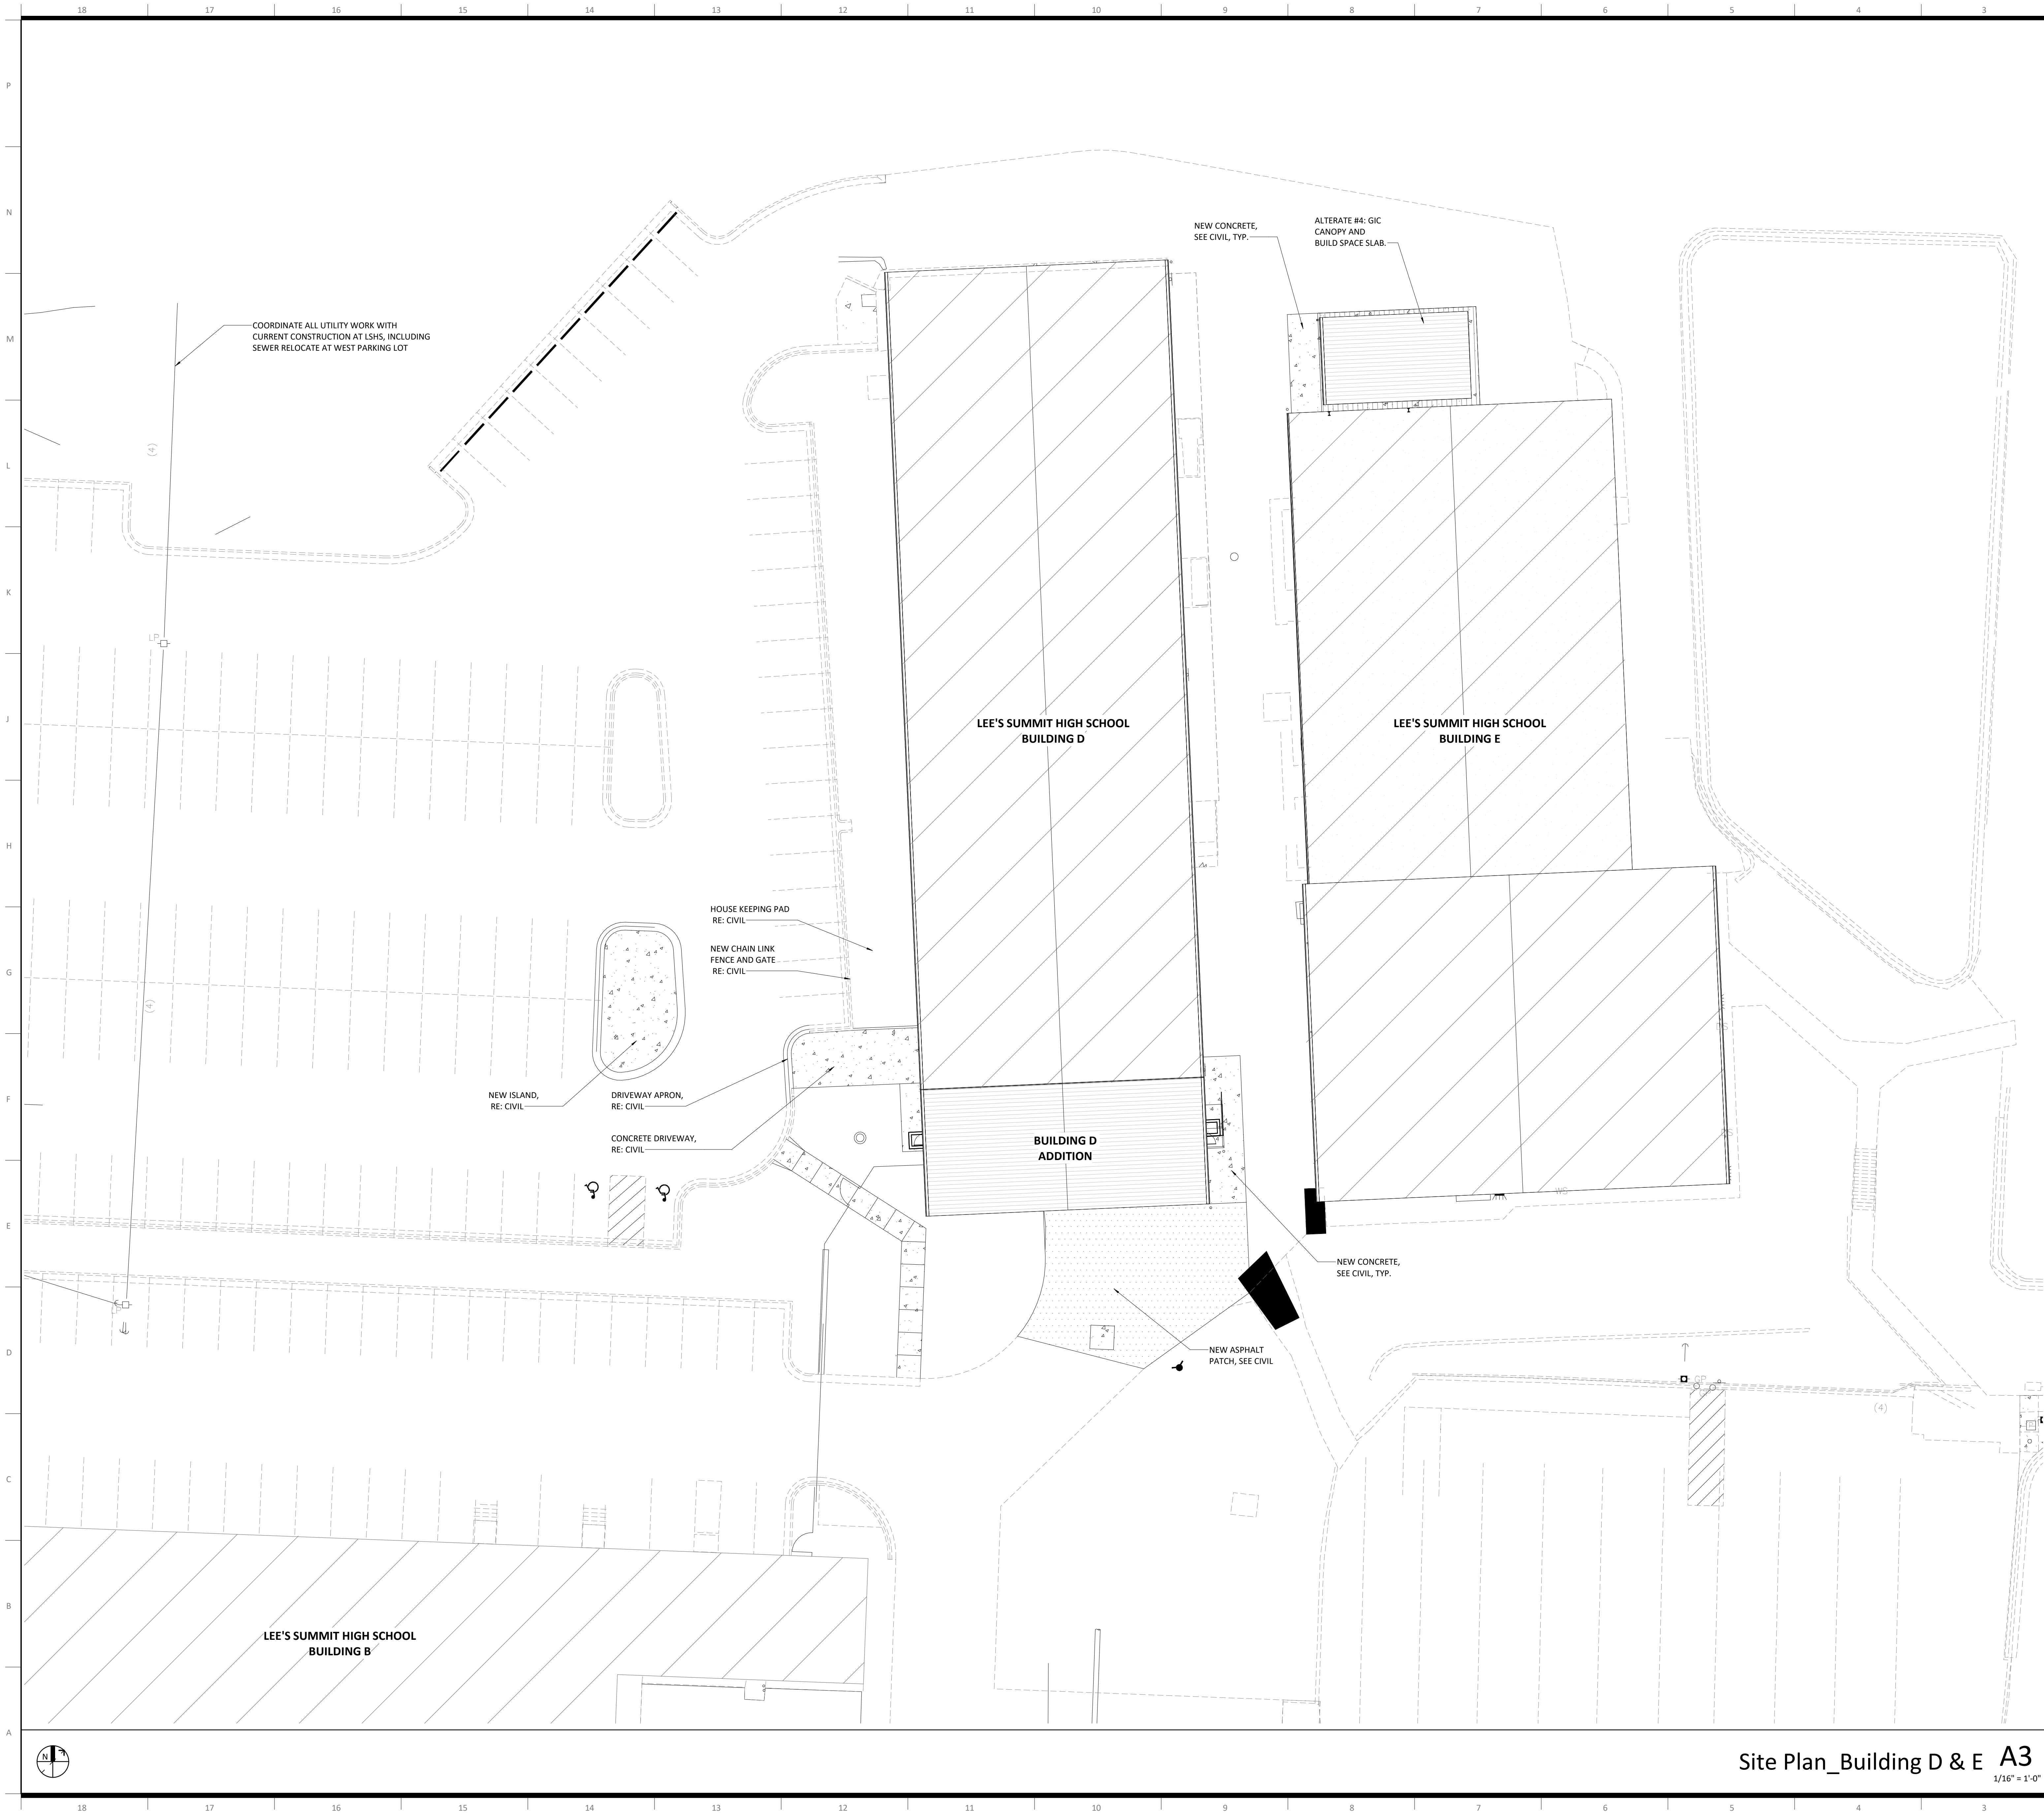 18 17 16 15 14 13 12 11 10 9 8 7 6 5 4 3
P
N
M
L
K
J
H
G
F
E
D
C
B
A
NEW CONCRETE,
SEE CIVIL, TYP.
ALTERATE #4: GIC
CANOPY AND
BUILD SPACE SLAB.
COORDINATE ALL UTILITY WORK WITH
CURRENT CONSTRUCTION AT LSHS, INCLUDING
SEWER RELOCATE AT WEST PARKING LOT
(4)
LP
LEE'S SUMMIT HIGH SCHOOL
BUILDING D
LEE'S SUMMIT HIGH SCHOOL
BUILDING E
HOUSE KEEPING PAD
RE: CIVIL
NEW CHAIN LINK
FENCE AND GATE
RE: CIVIL
(4)
NEW ISLAND,
RE: CIVIL
DRIVEWAY APRON,
RE: CIVIL
CONCRETE DRIVEWAY,
RE: CIVIL
BUILDING D
ADDITION
WS
NEW CONCRETE,
SEE CIVIL, TYP.
NEW ASPHALT
PATCH, SEE CIVIL
(4)
LEE'S SUMMIT HIGH SCHOOL
BUILDING B
N
Site Plan_Building D & E A3
1/16" = 1'-0"
18 17 16 15 14 13 12 11 10 9 8 7 6 5 4 3